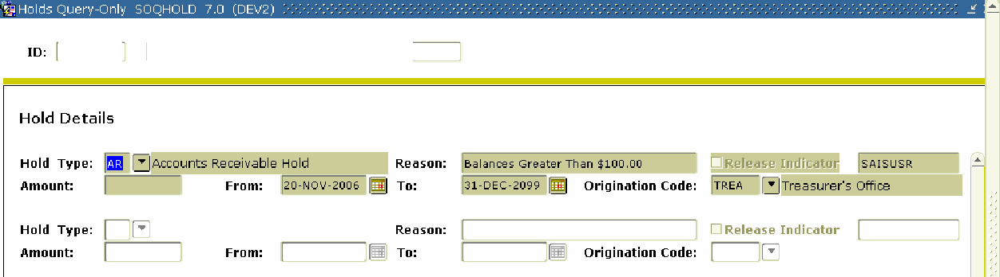 Holds Query-Only SOQHOLD 7.0 (DEV2)
ID:
Hold Details
Hold Type: AR Accounts Receivable Hold Reason: Balances Greater Than $100.00 Release Indicator SAISUSR
Amount: From: 20-NOV-2006 To: 31-DEC-2099 Origination Code: TREA Treasurer's Office
Hold Type: Reason: Release Indicator
Amount: From: To: Origination Code: